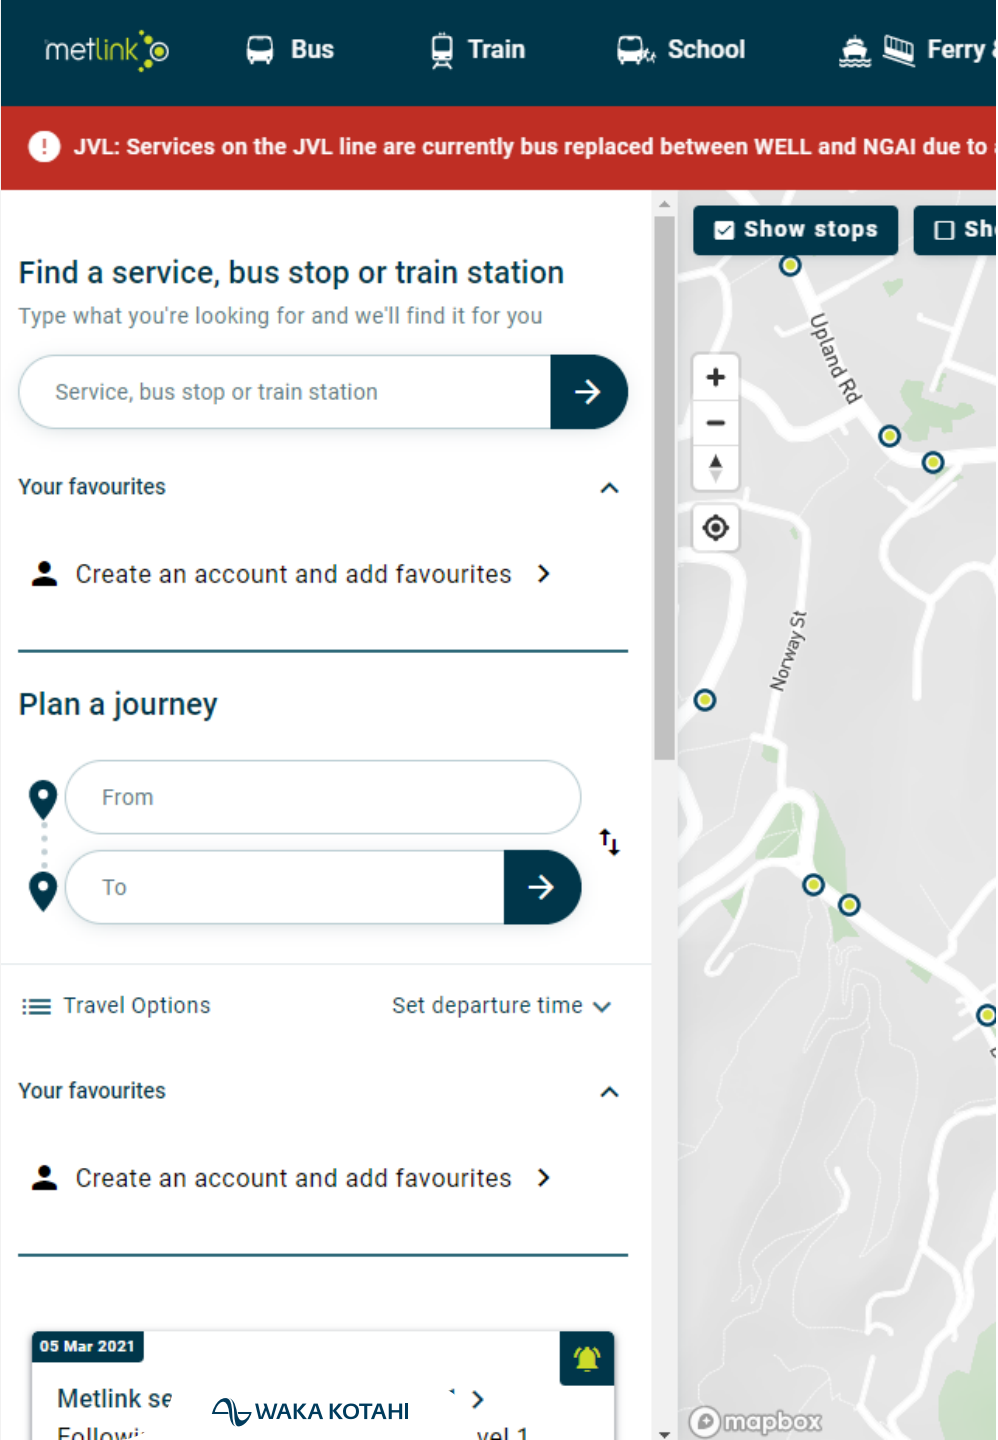 metlink
Bus
Train
School
Ferry &
JVL: Services on the JVL line are currently bus replaced between WELL and NGAI due to
Show stops
Find a service, bus stop or train station
Type what you're looking for and we'll find it for you
Service, bus stop or train station
Upland Rd
Your favourites
Create an account and add favourites
Norway St
Plan a journey
From
To
Travel Options
Set departure time
Your favourites
Create an account and add favourites
05 Mar 2021
Metlink
WAKA KOTAHI
1
mapbox